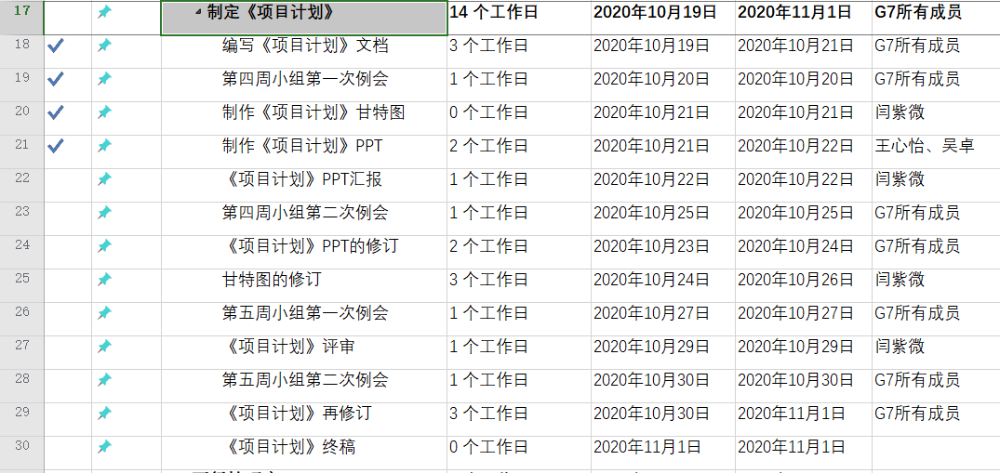 17 制定《项目计划》 14 个工作日 2020年10月19日 2020年11月1日 G7所有成员
18 编写《项目计划》文档 3 个工作日 2020年10月19日 2020年10月21日 G7所有成员
19 第四周小组第一次例会 1 个工作日 2020年10月20日 2020年10月20日 G7所有成员
20 制作《项目计划》甘特图 0 个工作日 2020年10月21日 2020年10月21日 闫紫微
21 制作《项目计划》PPT 2 个工作日 2020年10月21日 2020年10月22日 王心怡、吴卓
22 《项目计划》PPT汇报 1 个工作日 2020年10月22日 2020年10月22日 闫紫微
23 第四周小组第二次例会 1 个工作日 2020年10月25日 2020年10月25日 G7所有成员
24 《项目计划》PPT的修订 2 个工作日 2020年10月23日 2020年10月24日 G7所有成员
25 甘特图的修订 3 个工作日 2020年10月24日 2020年10月26日 闫紫微
26 第五周小组第一次例会 1 个工作日 2020年10月27日 2020年10月27日 G7所有成员
27 《项目计划》评审 1 个工作日 2020年10月29日 2020年10月29日 闫紫微
28 第五周小组第二次例会 1 个工作日 2020年10月30日 2020年10月30日 G7所有成员
29 《项目计划》再修订 3 个工作日 2020年10月30日 2020年11月1日 G7所有成员
30 《项目计划》终稿 0 个工作日 2020年11月1日 2020年11月1日